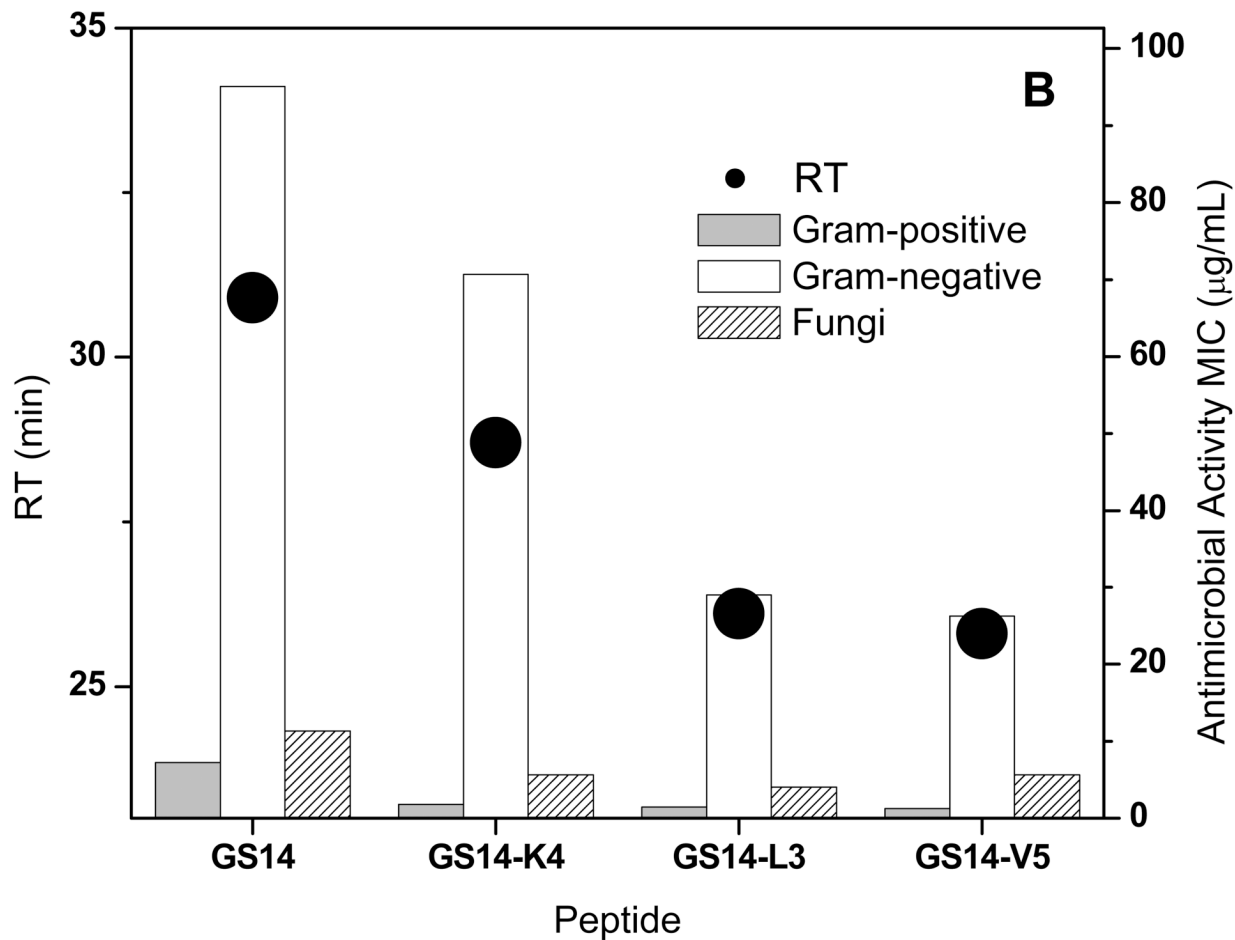 B
RT (min)
35
30
25
RT
Gram-positive
Gram-negative
Fungi
100
80
60
40
20
0
Antimicrobial Activity MIC (μg/mL)
GS14
GS14-K4
GS14-L3
GS14-V5
Peptide